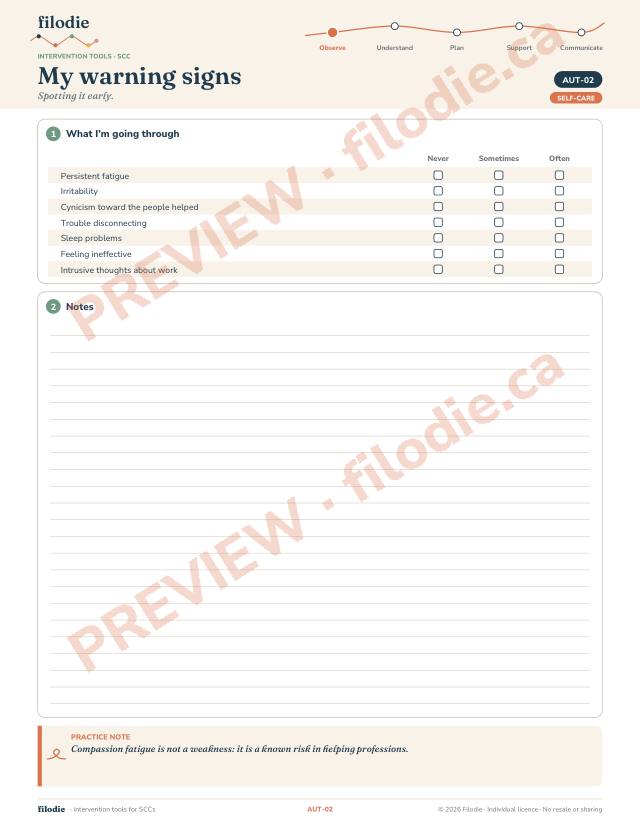 filodie
Observe Understand Plan Support Communicate
INTERVENTION TOOLS · SCC
My warning signs
Spotting it early.
AUT-02
SELF-CARE
1 What I'm going through
Never Sometimes Often
Persistent fatigue
Irritability
Cynicism toward the people helped
Trouble disconnecting
Sleep problems
Feeling ineffective
Intrusive thoughts about work
2 Notes
PREVIEW · filodie.ca
PREVIEW · filodie.ca
PRACTICE NOTE
Compassion fatigue is not a weakness: it is a known risk in helping professions.
filodie · intervention tools for SCCs AUT-02 © 2026 Filodie · Individual licence · No resale or sharing